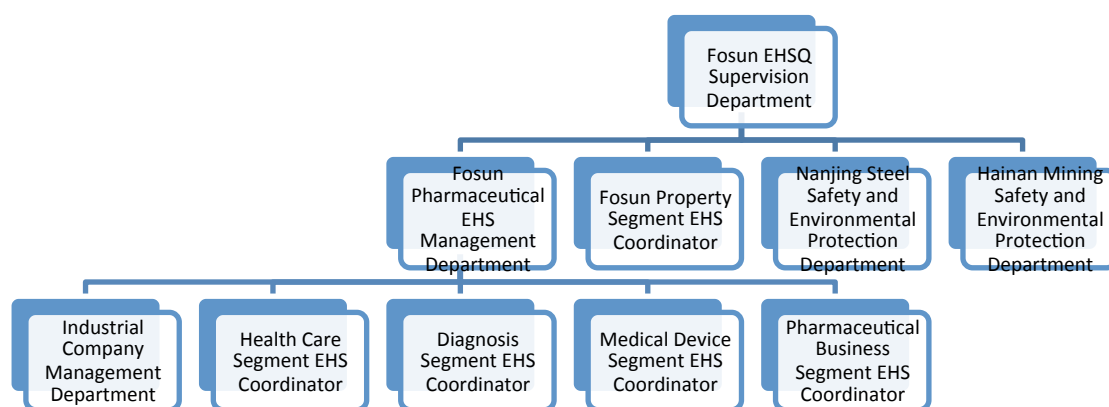 Fosun EHSQ
Supervision
Department
Fosun
Pharmaceutical
EHS
Management
Department
Fosun Property
Segment EHS
Coordinator
Nanjing Steel
Safety and
Environmental
Protection
Department
Hainan Mining
Safety and
Environmental
Protection
Department
Industrial
Company
Management
Department
Health Care
Segment EHS
Coordinator
Diagnosis
Segment EHS
Coordinator
Medical Device
Segment EHS
Coordinator
Pharmaceutical
Business
Segment EHS
Coordinator